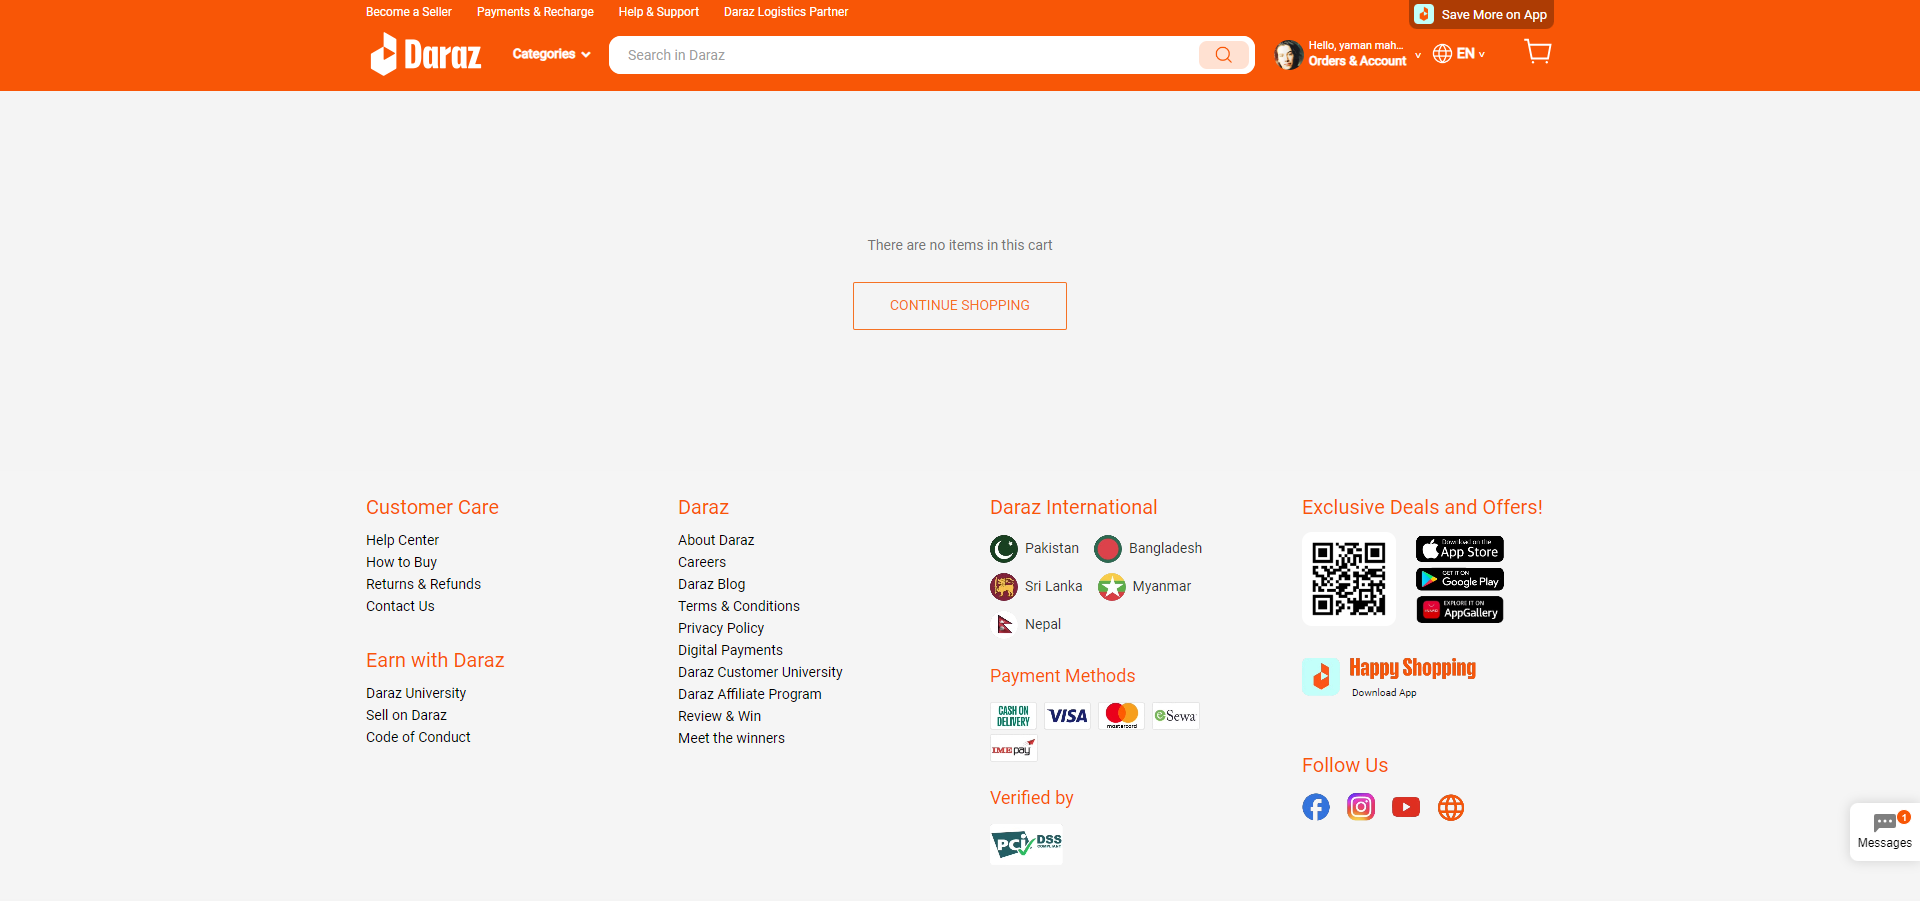 Become a Seller
Payments & Recharge
Help & Support
Daraz Logistics Partner
Save More on App
Daraz
Categories
Search in Daraz
Hello, yaman mah...
Orders & Account
EN
There are no items in this cart
CONTINUE SHOPPING
Customer Care
Help Center
How to Buy
Returns & Refunds
Contact Us
Earn with Daraz
Daraz University
Sell on Daraz
Code of Conduct
Daraz
About Daraz
Careers
Daraz Blog
Terms & Conditions
Privacy Policy
Digital Payments
Daraz Customer University
Daraz Affiliate Program
Review & Win
Meet the winners
Daraz International
Pakistan
Bangladesh
Sri Lanka
Myanmar
Nepal
Payment Methods
CASH ON
DELIVERY
VISA
mastercard
eSewa
IME pay
Verified by
PCi DSS
COMPLIANT
Exclusive Deals and Offers!
Download on the
App Store
GET IT ON
Google Play
EXPLORE IT ON
AppGallery
Happy Shopping
Download App
Follow Us
1
Messages